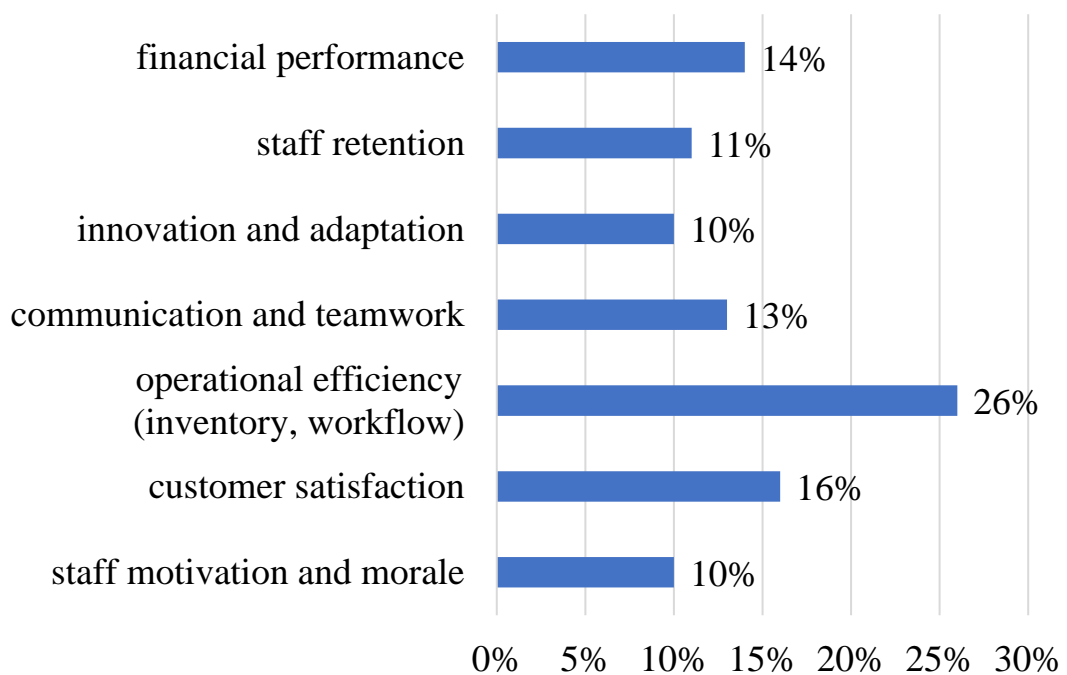 financial performance 14%
staff retention 11%
innovation and adaptation 10%
communication and teamwork 13%
operational efficiency
(inventory, workflow) 26%
customer satisfaction 16%
staff motivation and morale 10%
0% 5% 10% 15% 20% 25% 30%